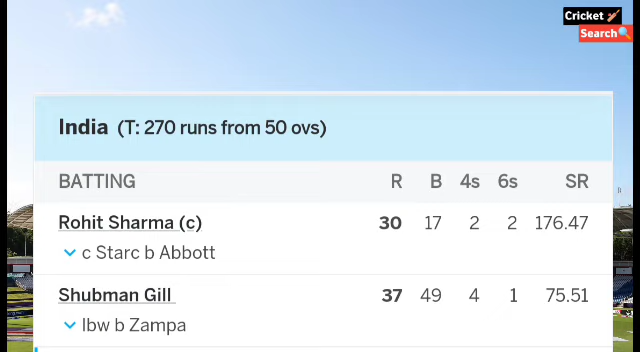 Cricket
Search
India (T: 270 runs from 50 ovs)
BATTING R B 4s 6s SR
Rohit Sharma (c) 30 17 2 2 176.47
c Starc b Abbott
Shubman Gill 37 49 4 1 75.51
lbw b Zampa